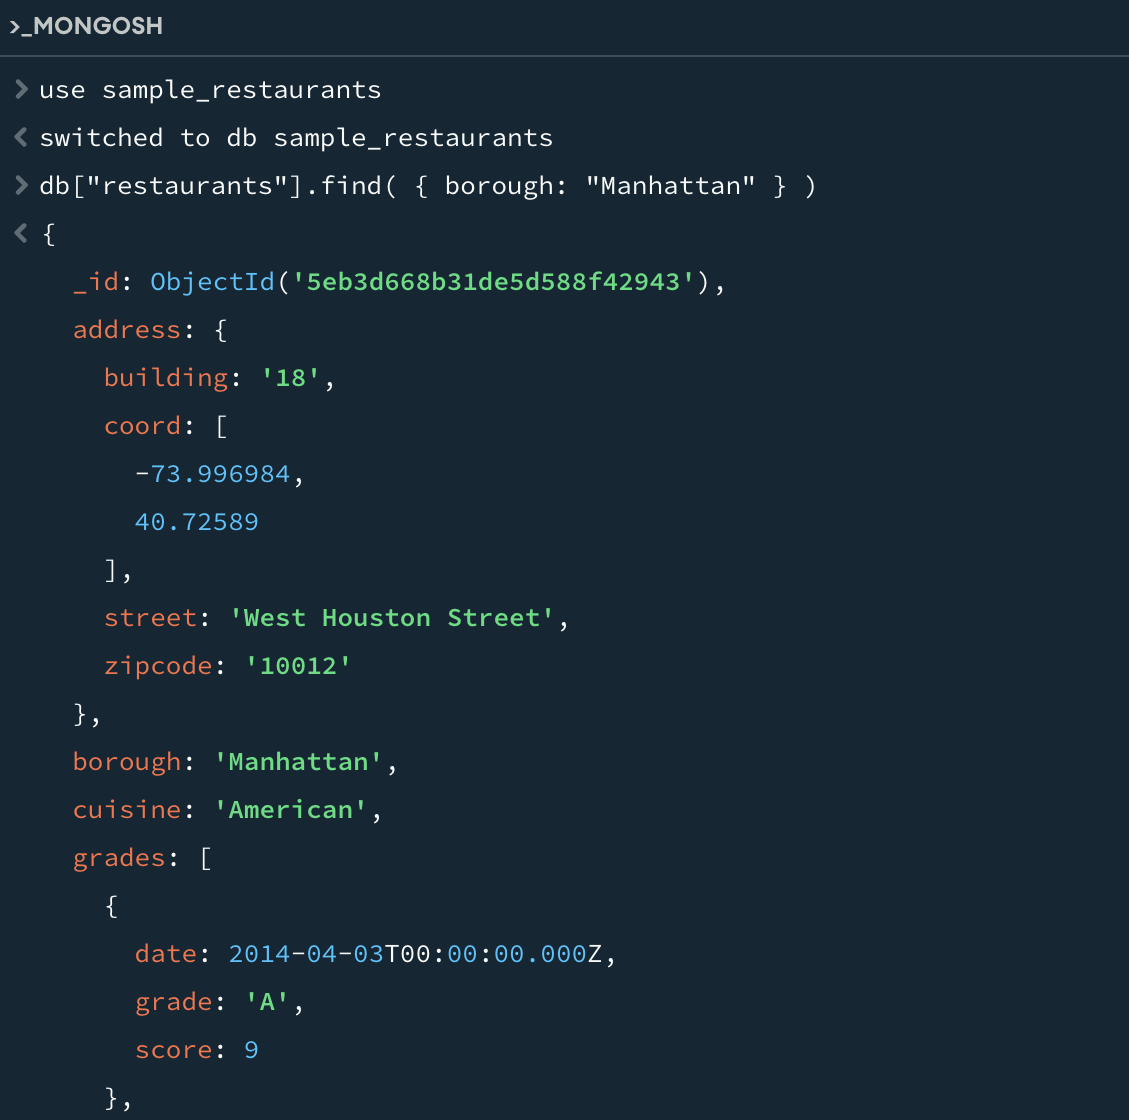 >_MONGOSH
> use sample_restaurants
< switched to db sample_restaurants
> db["restaurants"].find( { borough: "Manhattan" } )
< {
_id: ObjectId('5eb3d668b31de5d588f42943'),
address: {
building: '18',
coord: [
-73.996984,
40.72589
],
street: 'West Houston Street',
zipcode: '10012'
},
borough: 'Manhattan',
cuisine: 'American',
grades: [
{
date: 2014-04-03T00:00:00.000Z,
grade: 'A',
score: 9
},